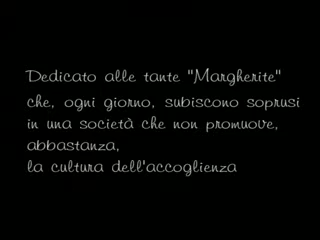 Dedicato alle tante "Margherite"
che, ogni giorno, subiscono soprusi
in una società che non promuove,
abbastanza,
la cultura dell'accoglienza